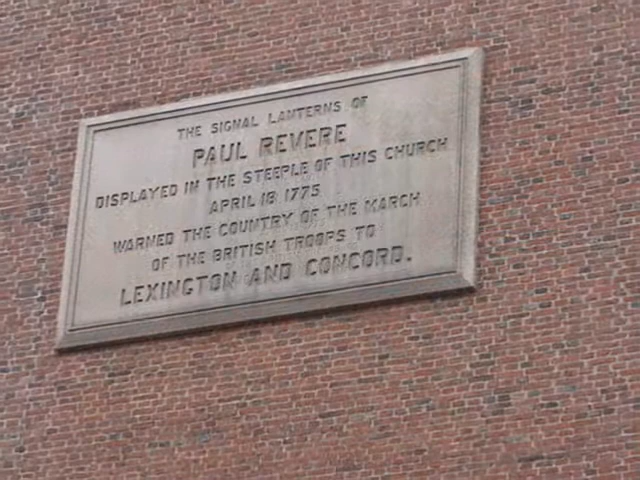 THE SIGNAL LANTERNS OF
PAUL REVERE
DISPLAYED IN THE STEEPLE OF THIS CHURCH
APRIL 18 1775
WARNED THE COUNTRY OF THE MARCH
OF THE BRITISH TROOPS TO
LEXINGTON AND CONCORD.